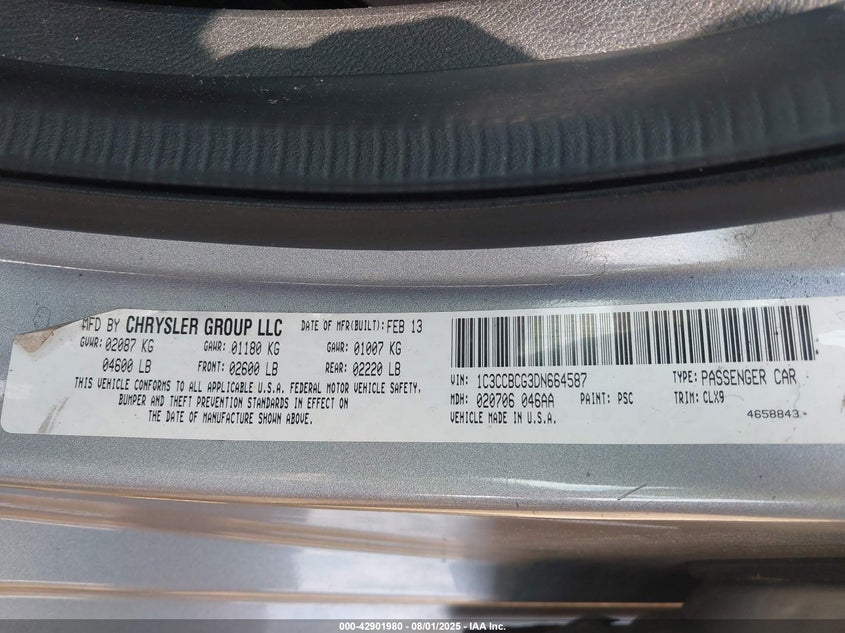 MFD BY CHRYSLER GROUP LLC DATE OF MFR(BUILT): FEB 13
GVWR: 02087 KG GAWR: 01180 KG GAWR: 01007 KG
04600 LB FRONT: 02600 LB REAR: 02220 LB
THIS VEHICLE CONFORMS TO ALL APPLICABLE U.S.A. FEDERAL MOTOR VEHICLE SAFETY,
BUMPER AND THEFT PREVENTION STANDARDS IN EFFECT ON
THE DATE OF MANUFACTURE SHOWN ABOVE.
VIN: 1C3CCBCG3DN664587 TYPE: PASSENGER CAR
MDH: 020706 046AA PAINT: PSC TRIM: CLX9
VEHICLE MADE IN U.S.A. 4658843
000-42901980 - 08/01/2025 - IAA Inc.